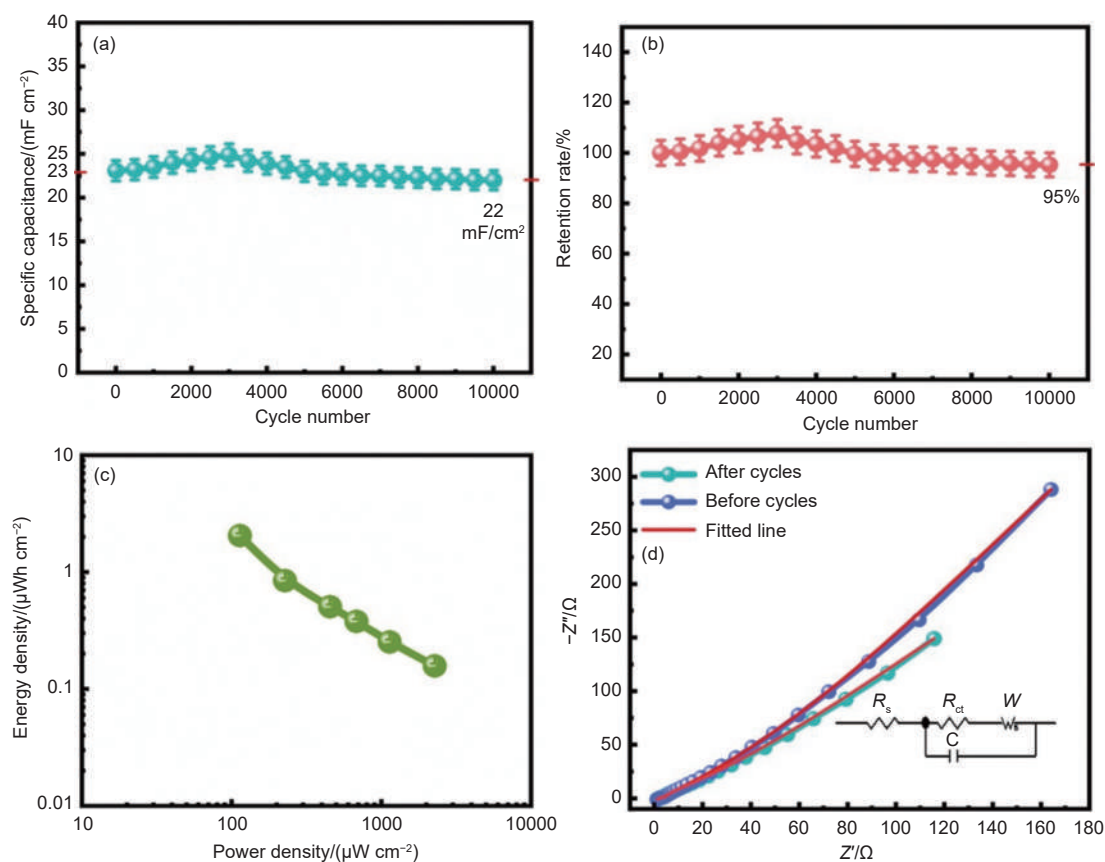 (a)
Specific capacitance/(mF cm⁻²)
40
35
30
25
23
20
15
10
5
0
22
mF/cm²
0 2000 4000 6000 8000 10000
Cycle number
(b)
Retention rate/%
140
120
100
80
60
40
20
95%
0 2000 4000 6000 8000 10000
Cycle number
(c)
Energy density/(µWh cm⁻²)
10
1
0.1
0.01
10 100 1000 10000
Power density/(µW cm⁻²)
After cycles
Before cycles
Fitted line
(d)
−Z″/Ω
300
250
200
150
100
50
0
Rs Rct Ws
C
0 20 40 60 80 100 120 140 160 180
Z′/Ω